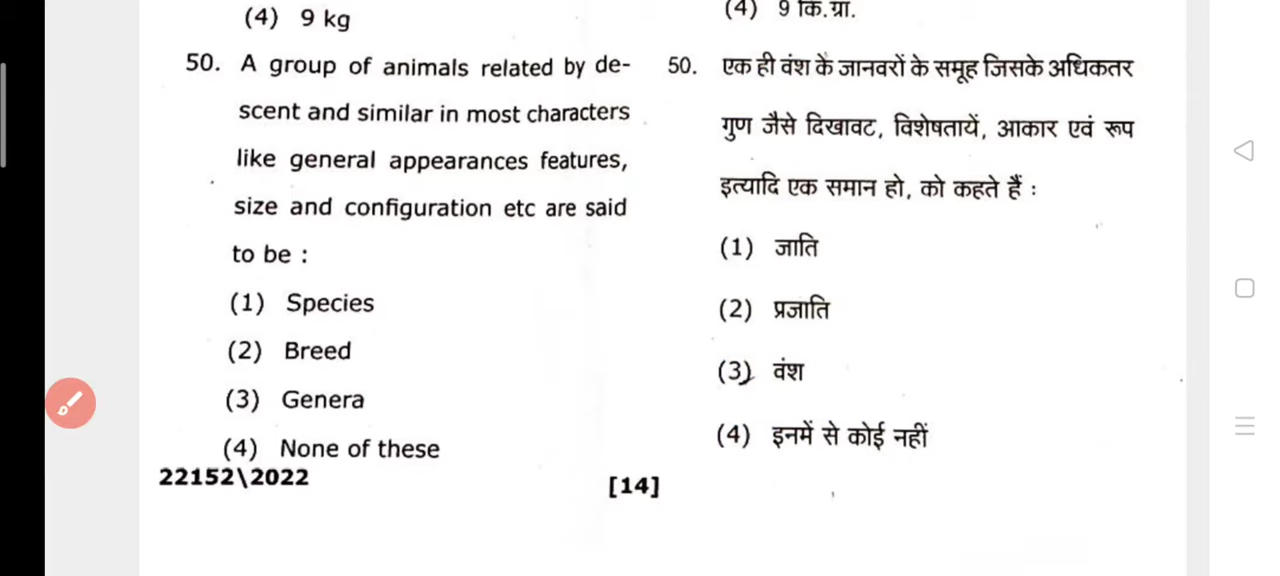 (4) 9 kg
50. A group of animals related by de-
scent and similar in most characters
like general appearances features,
size and configuration etc are said
to be :
(1) Species
(2) Breed
(3) Genera
(4) None of these
22152\2022
(4) 9 कि.ग्रा.
50. एक ही वंश के जानवरों के समूह जिसके अधिकतर
गुण जैसे दिखावट, विशेषतायें, आकार एवं रूप
इत्यादि एक समान हो, को कहते हैं :
(1) जाति
(2) प्रजाति
(3) वंश
(4) इनमें से कोई नहीं
[14]